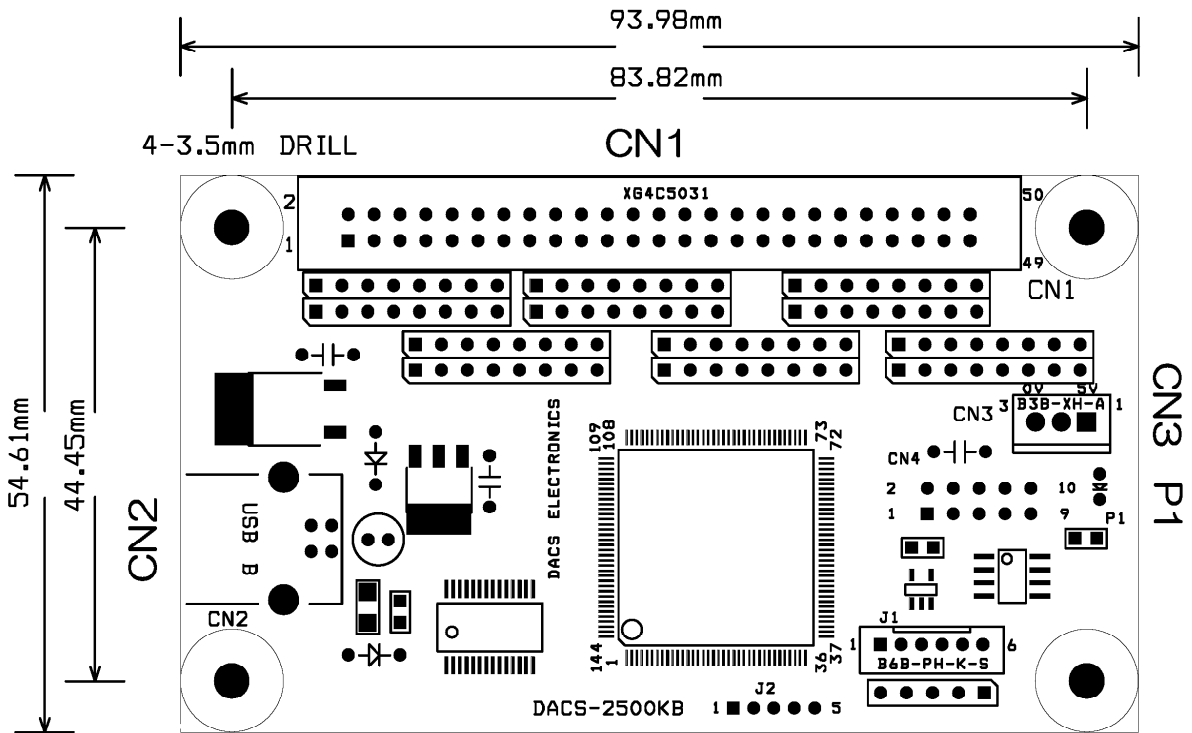 93.98mm
83.82mm
4-3.5mm DRILL
CN1
XG4C5031
2
50
1
49
CN1
54.61mm
44.45mm
0V 5V
CN3
3
B3B-XH-A
1
CN3 P1
DACS ELECTRONICS
109
108
73
72
CN4
2
10
1
9
P1
USB B
CN2
CN2
J1
1
6
B6B-PH-K-S
144
1
36
37
J2
DACS-2500KB
1
5